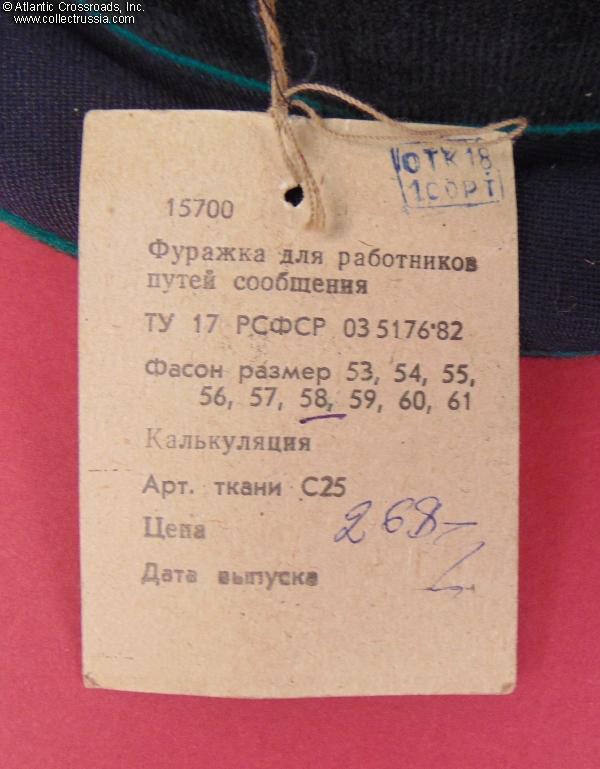 © Atlantic Crossroads, Inc.
www.collectrussia.com
ОТК 18
1 СОРТ
15700
Фуражка для работников
путей сообщения
ТУ 17 РСФСР 03 5176·82
Фасон размер 53, 54, 55,
56, 57, 58, 59, 60, 61
Калькуляция
Арт. ткани С25
Цена
268-
Дата выпуска